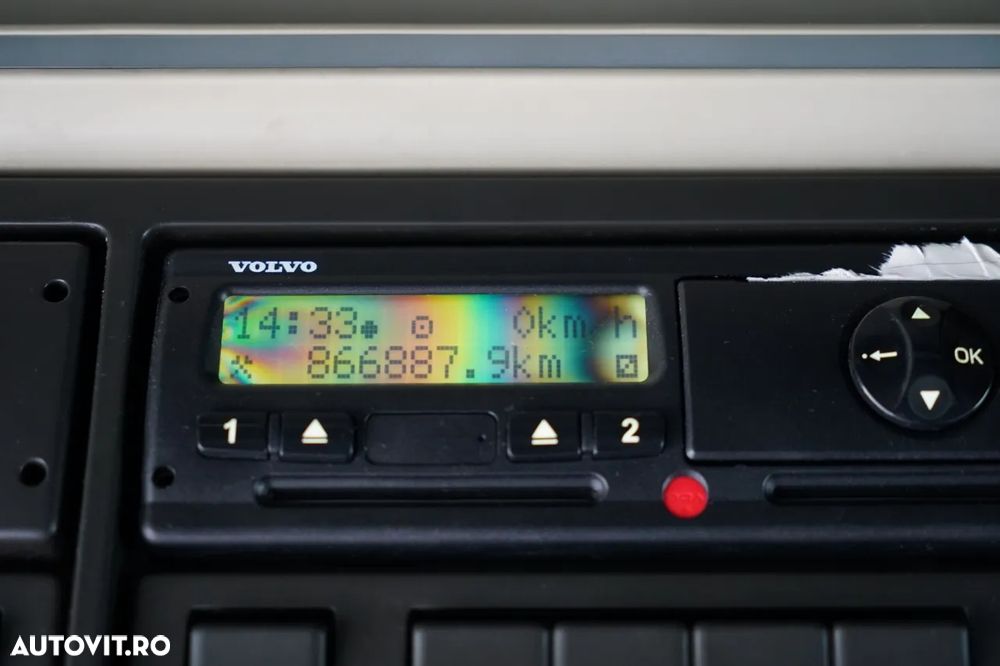 VOLVO
14:33 0km/h
866887.9km
OK
1 2
AUTOVIT.RO